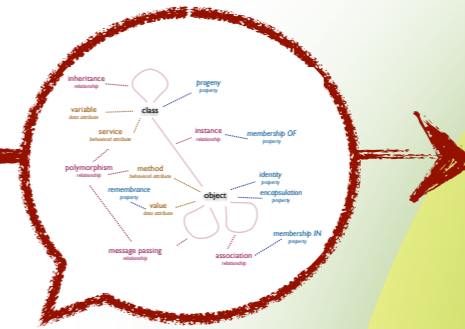 inheritance
relationship
progeny
property
variable
data attribute
class
service
behavioral attribute
instance
relationship
membership OF
property
polymorphism
relationship
method
behavioral attribute
identity
property
remembrance
property
object
encapsulation
property
value
data attribute
membership IN
property
message passing
relationship
association
relationship